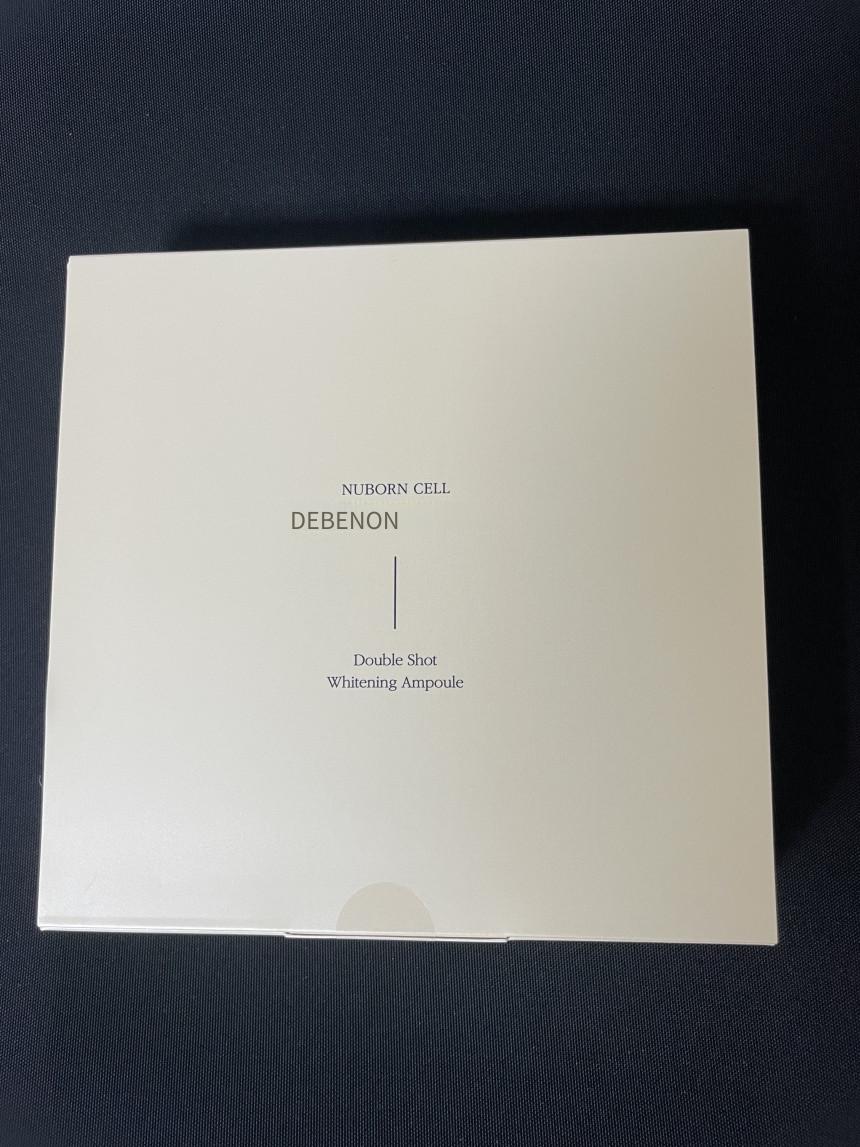 NUBORN CELL
DEBENON
Double Shot
Whitening Ampoule